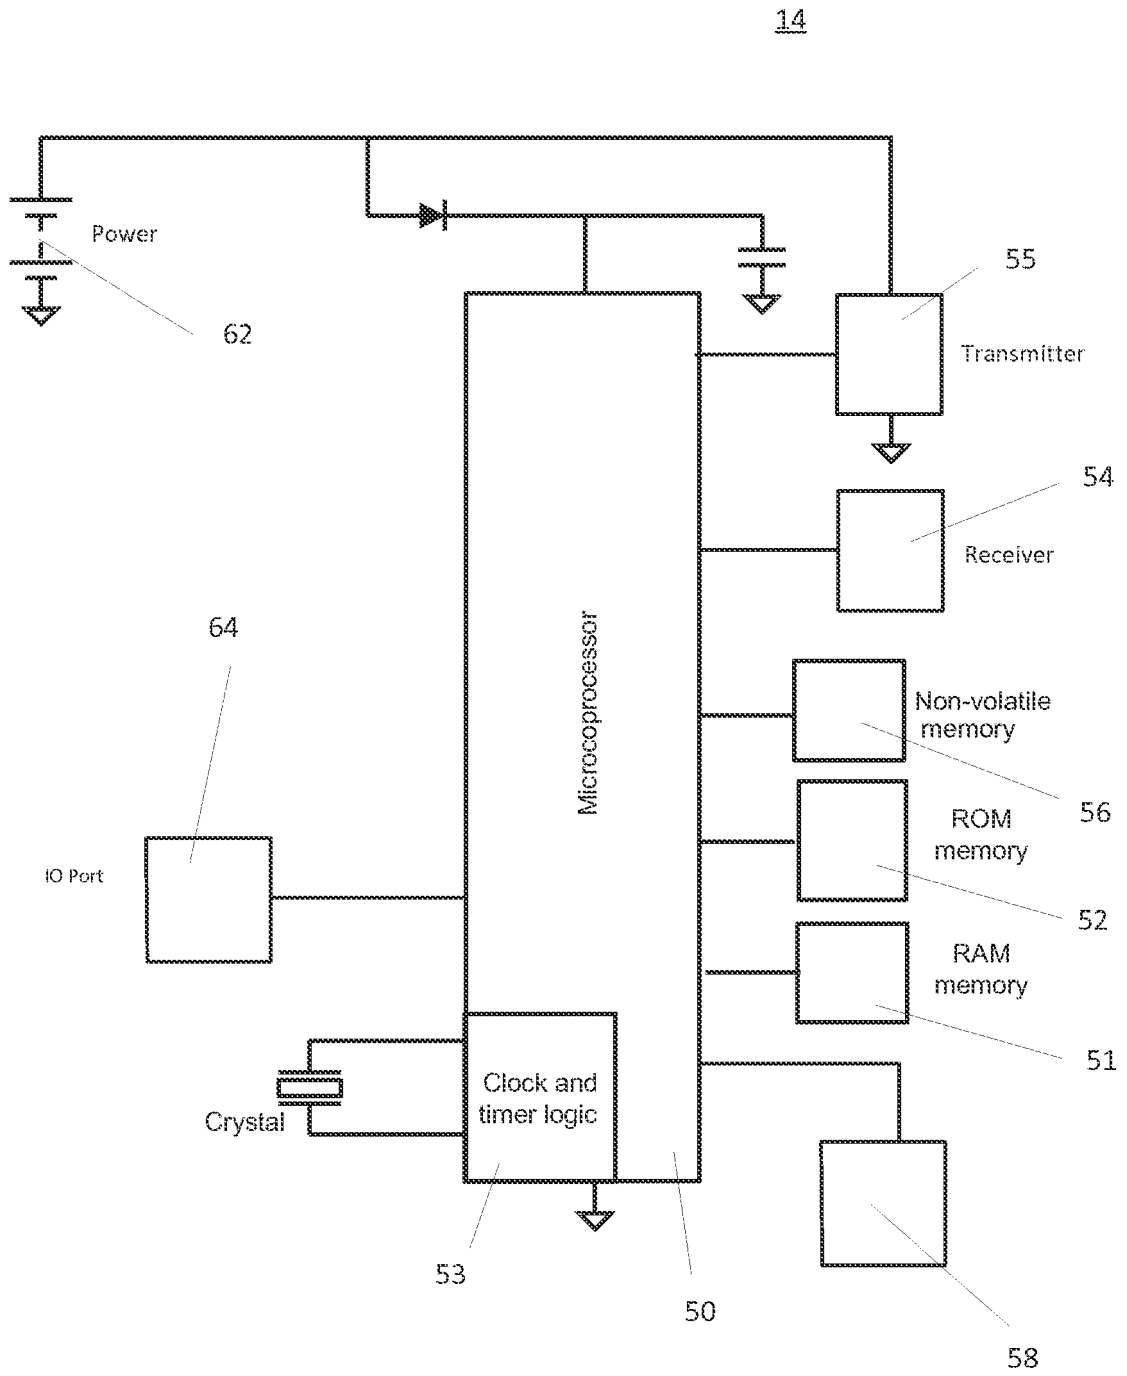 14
Power
62
55
Transmitter
54
Receiver
64
Microcoprocessor
Non-volatile
memory
56
ROM
memory
IO Port
52
RAM
memory
51
Clock and
timer logic
Crystal
53
50
58